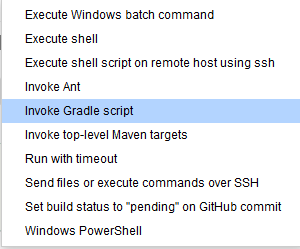 Execute Windows batch command
Execute shell
Execute shell script on remote host using ssh
Invoke Ant
Invoke Gradle script
Invoke top-level Maven targets
Run with timeout
Send files or execute commands over SSH
Set build status to "pending" on GitHub commit
Windows PowerShell